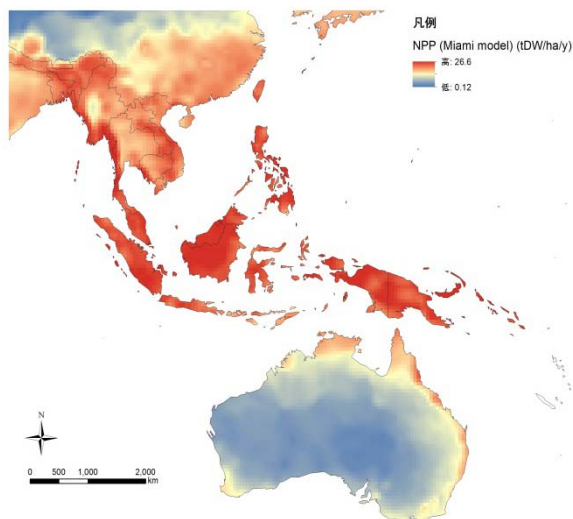 凡例
NPP (Miami model) (tDW/ha/y)
高: 26.6
低: 0.12
N
0 500 1,000 2,000
km